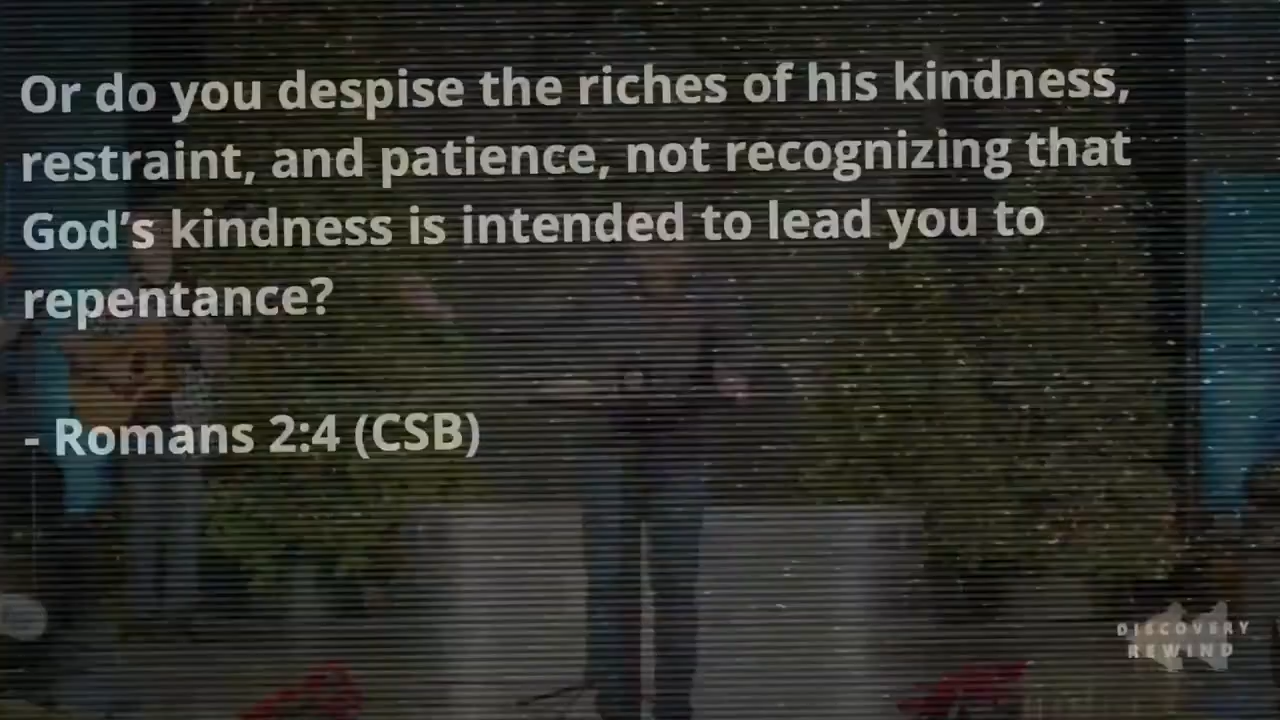 Or do you despise the riches of his kindness,
restraint, and patience, not recognizing that
God’s kindness is intended to lead you to
repentance?
- Romans 2:4 (CSB)
DISCOVERY
REWIND